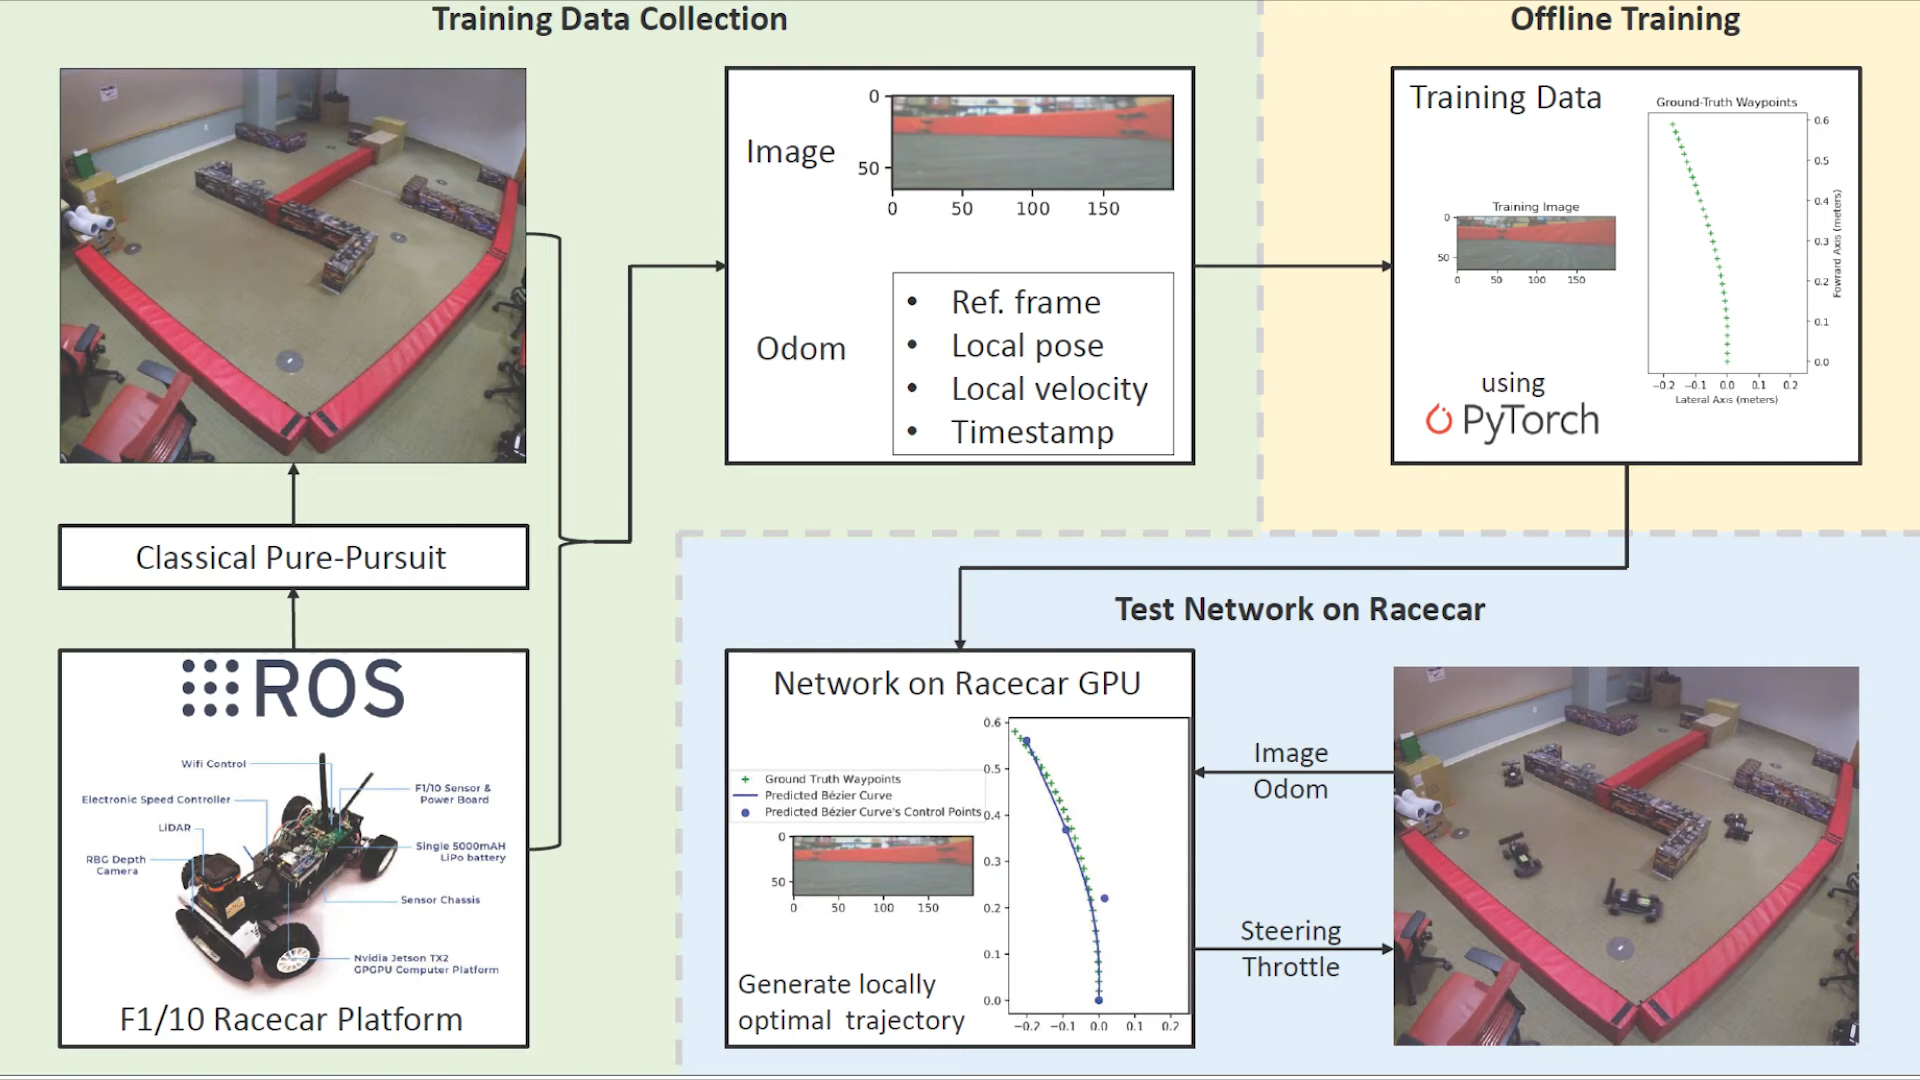 Training Data Collection
Classical Pure-Pursuit
ROS
Wifi Control
F1/10 Sensor &
Power Board
Electronic Speed Controller
LiDAR
Single 5000mAH
LiPo battery
RBG Depth
Camera
Sensor Chassis
Nvidia Jetson TX2
GPGPU Computer Platform
F1/10 Racecar Platform
Image
0
50
0 50 100 150
Odom
• Ref. frame
• Local pose
• Local velocity
• Timestamp
Offline Training
Training Data
Ground-Truth Waypoints
0.6
0.5
0.4
0.3
0.2
0.1
0.0
Fowrard Axis (meters)
−0.2 −0.1 0.0 0.1 0.2
Lateral Axis (meters)
Training Image
0
50
0 50 100 150
using
PyTorch
Test Network on Racecar
Network on Racecar GPU
Ground Truth Waypoints
Predicted Bézier Curve
Predicted Bézier Curve's Control Points
0
50
0 50 100 150
0.6
0.5
0.4
0.3
0.2
0.1
0.0
−0.2 −0.1 0.0 0.1 0.2
Generate locally
optimal trajectory
Image
Odom
Steering
Throttle